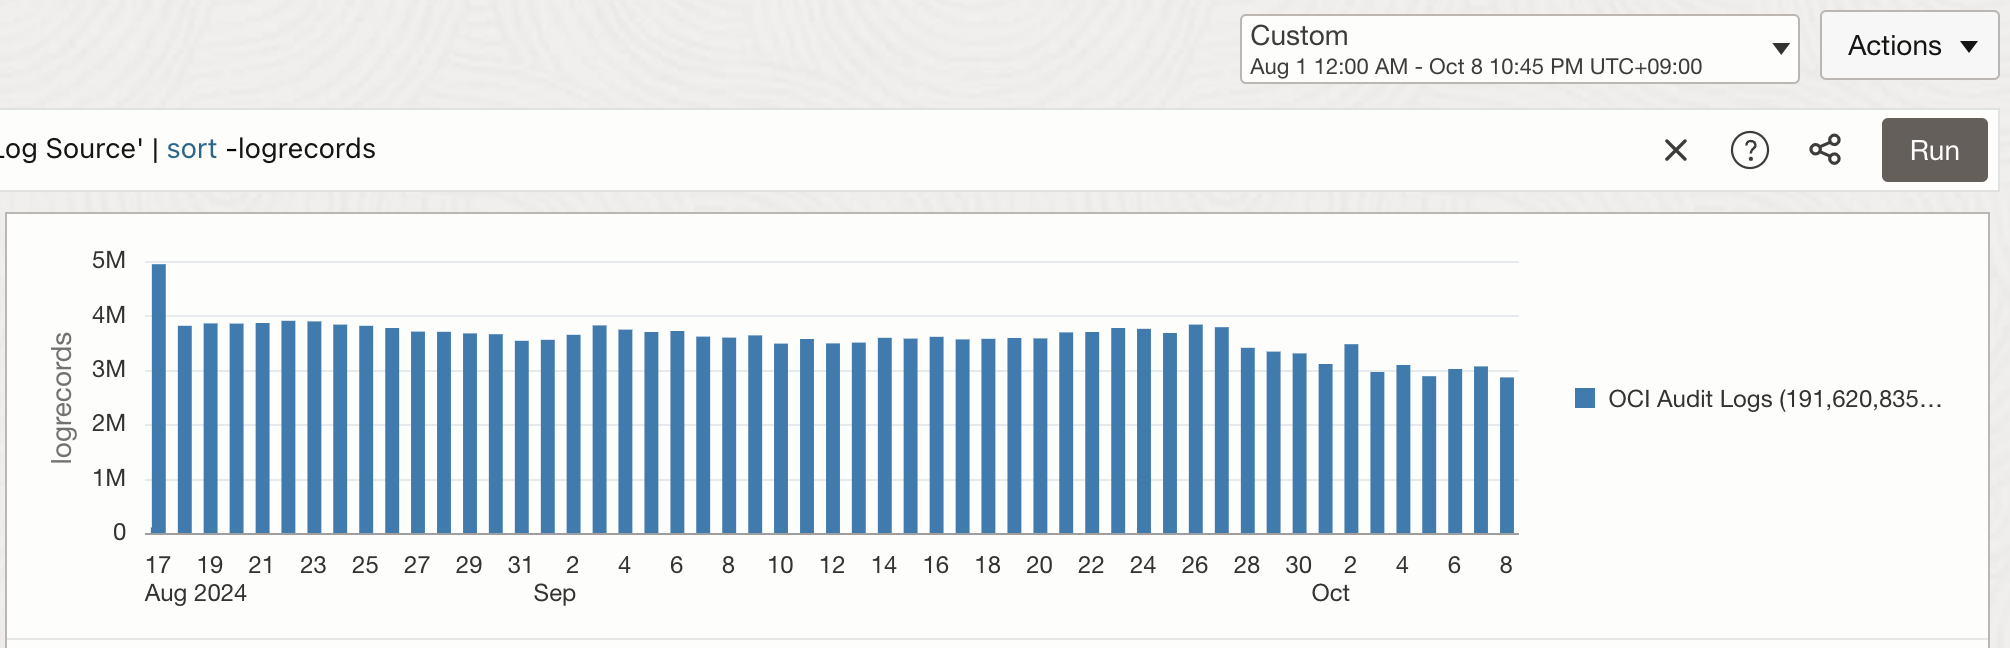 Custom
Aug 1 12:00 AM - Oct 8 10:45 PM UTC+09:00
Actions
Log Source' | sort -logrecords
?
Run
5M
4M
3M
2M
1M
0
logrecords
17 19 21 23 25 27 29 31 2 4 6 8 10 12 14 16 18 20 22 24 26 28 30 2 4 6 8
Aug 2024 Sep Oct
OCI Audit Logs (191,620,835…